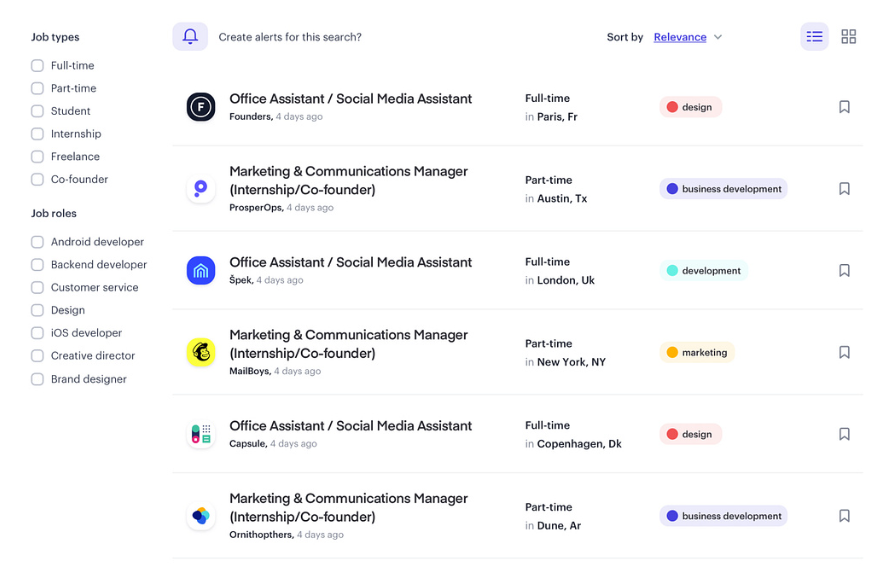 Job types
Full-time
Part-time
Student
Internship
Freelance
Co-founder
Job roles
Android developer
Backend developer
Customer service
Design
iOS developer
Creative director
Brand designer
Create alerts for this search?
Sort by Relevance
F
Office Assistant / Social Media Assistant
Founders, 4 days ago
Full-time
in Paris, Fr
design
Marketing & Communications Manager
(Internship/Co-founder)
ProsperOps, 4 days ago
Part-time
in Austin, Tx
business development
Office Assistant / Social Media Assistant
Špek, 4 days ago
Full-time
in London, Uk
development
Marketing & Communications Manager
(Internship/Co-founder)
MailBoys, 4 days ago
Part-time
in New York, NY
marketing
Office Assistant / Social Media Assistant
Capsule, 4 days ago
Full-time
in Copenhagen, Dk
design
Marketing & Communications Manager
(Internship/Co-founder)
Ornithopthers, 4 days ago
Part-time
in Dune, Ar
business development